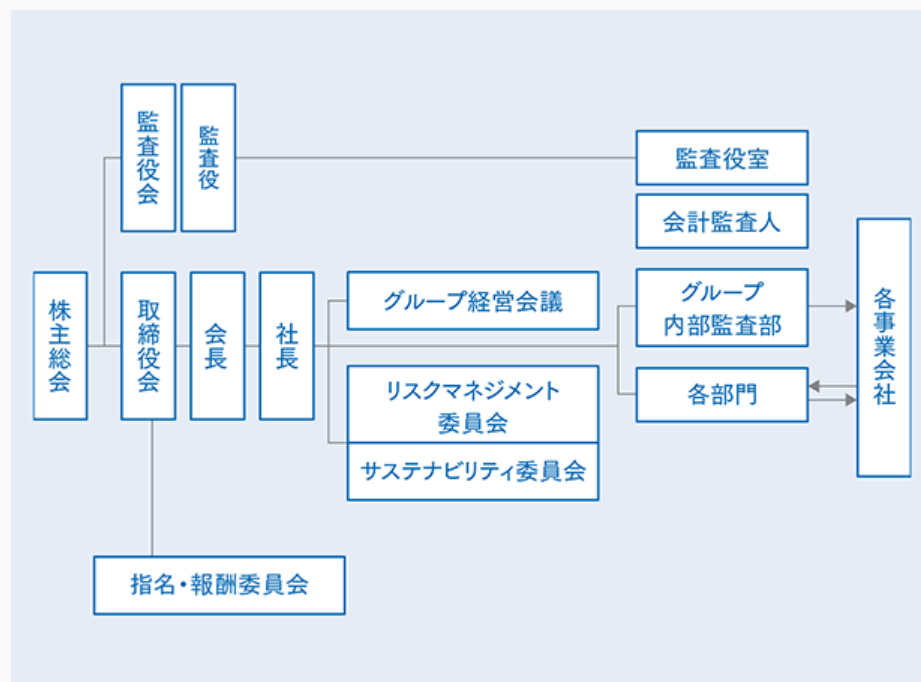 監査役会
監査役
監査役室
会計監査人
株主総会
取締役会
会長
社長
グループ経営会議
リスクマネジメント
委員会
サステナビリティ委員会
グループ
内部監査部
各部門
各事業会社
指名・報酬委員会